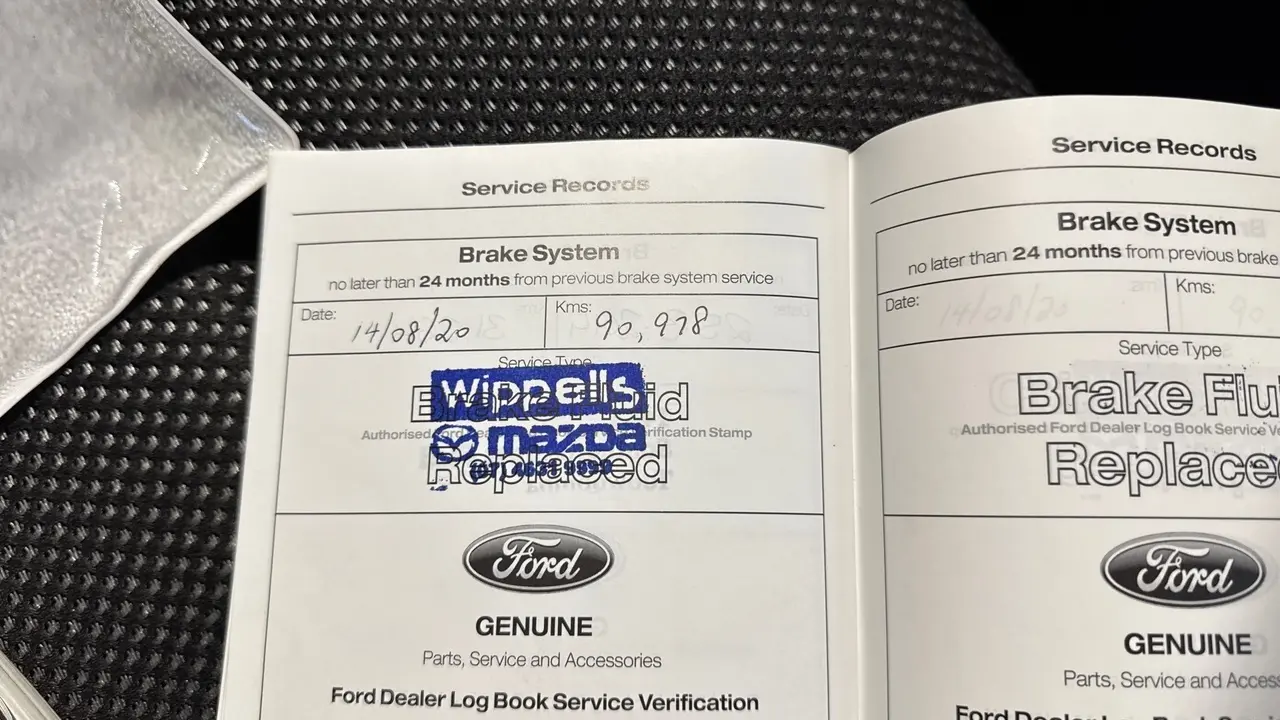 Service Records
Brake System
no later than 24 months from previous brake system service
Date: 14/08/20
Kms: 90,978
Service Type
Brake Fluid
Wippells
Authorised Verification Stamp
mazda
Replaced
Ford
GENUINE
Parts, Service and Accessories
Ford Dealer Log Book Service Verification
Service Records
Brake System
no later than 24 months from previous brake
Date:
Kms:
Service Type
Brake Flu
Authorised Ford Dealer Log Book Service Ve
Replace
Ford
GENUINE
Parts, Service and Access